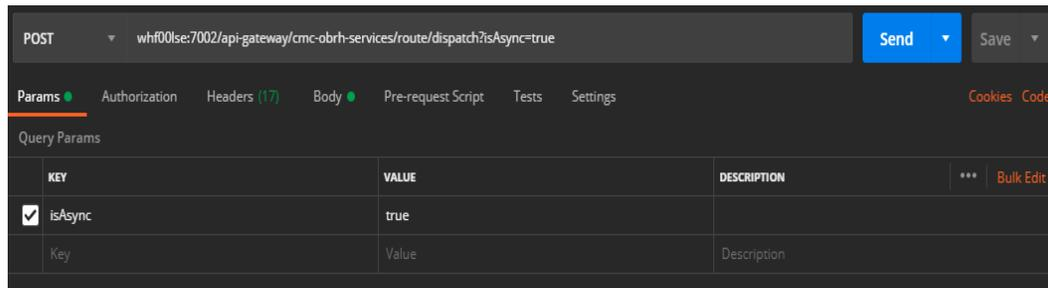 POST whf00lse:7002/api-gateway/cmc-obrh-services/route/dispatch?isAsync=true Send Save
Params Authorization Headers (17) Body Pre-request Script Tests Settings Cookies Code
Query Params
KEY VALUE DESCRIPTION ••• Bulk Edit
isAsync true
Key Value Description